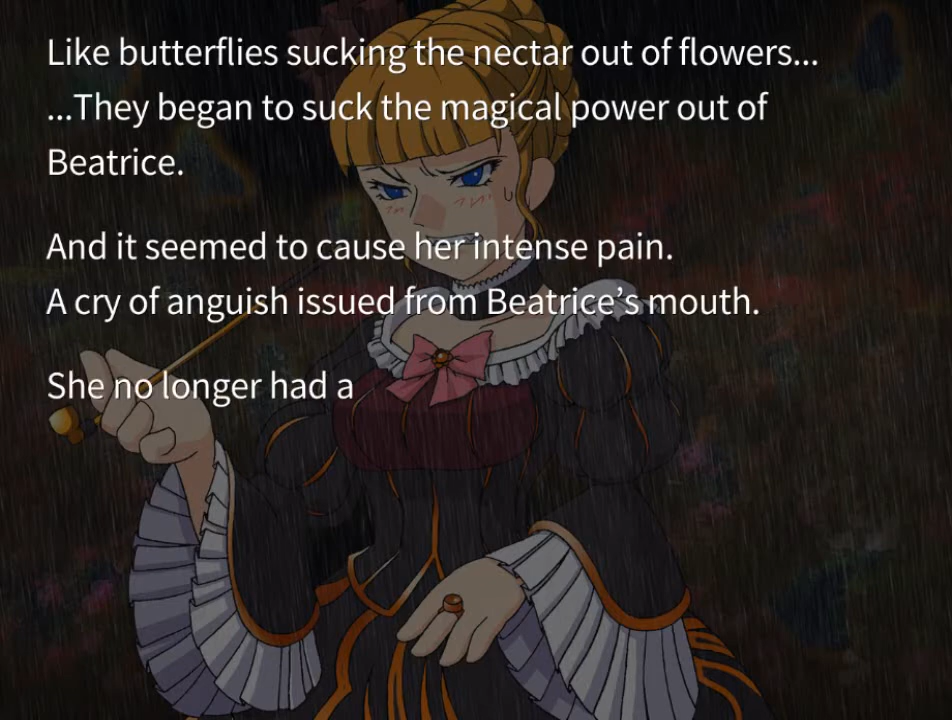 Like butterflies sucking the nectar out of flowers...
...They began to suck the magical power out of
Beatrice.
And it seemed to cause her intense pain.
A cry of anguish issued from Beatrice’s mouth.
She no longer had a